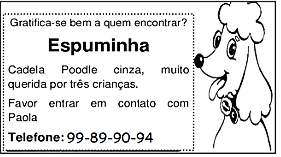 Gratifica-se bem a quem encontrar?
Espuminha
Cadela Poodle cinza, muito
querida por três crianças.
Favor entrar em contato com
Paola
Telefone: 99-89-90-94